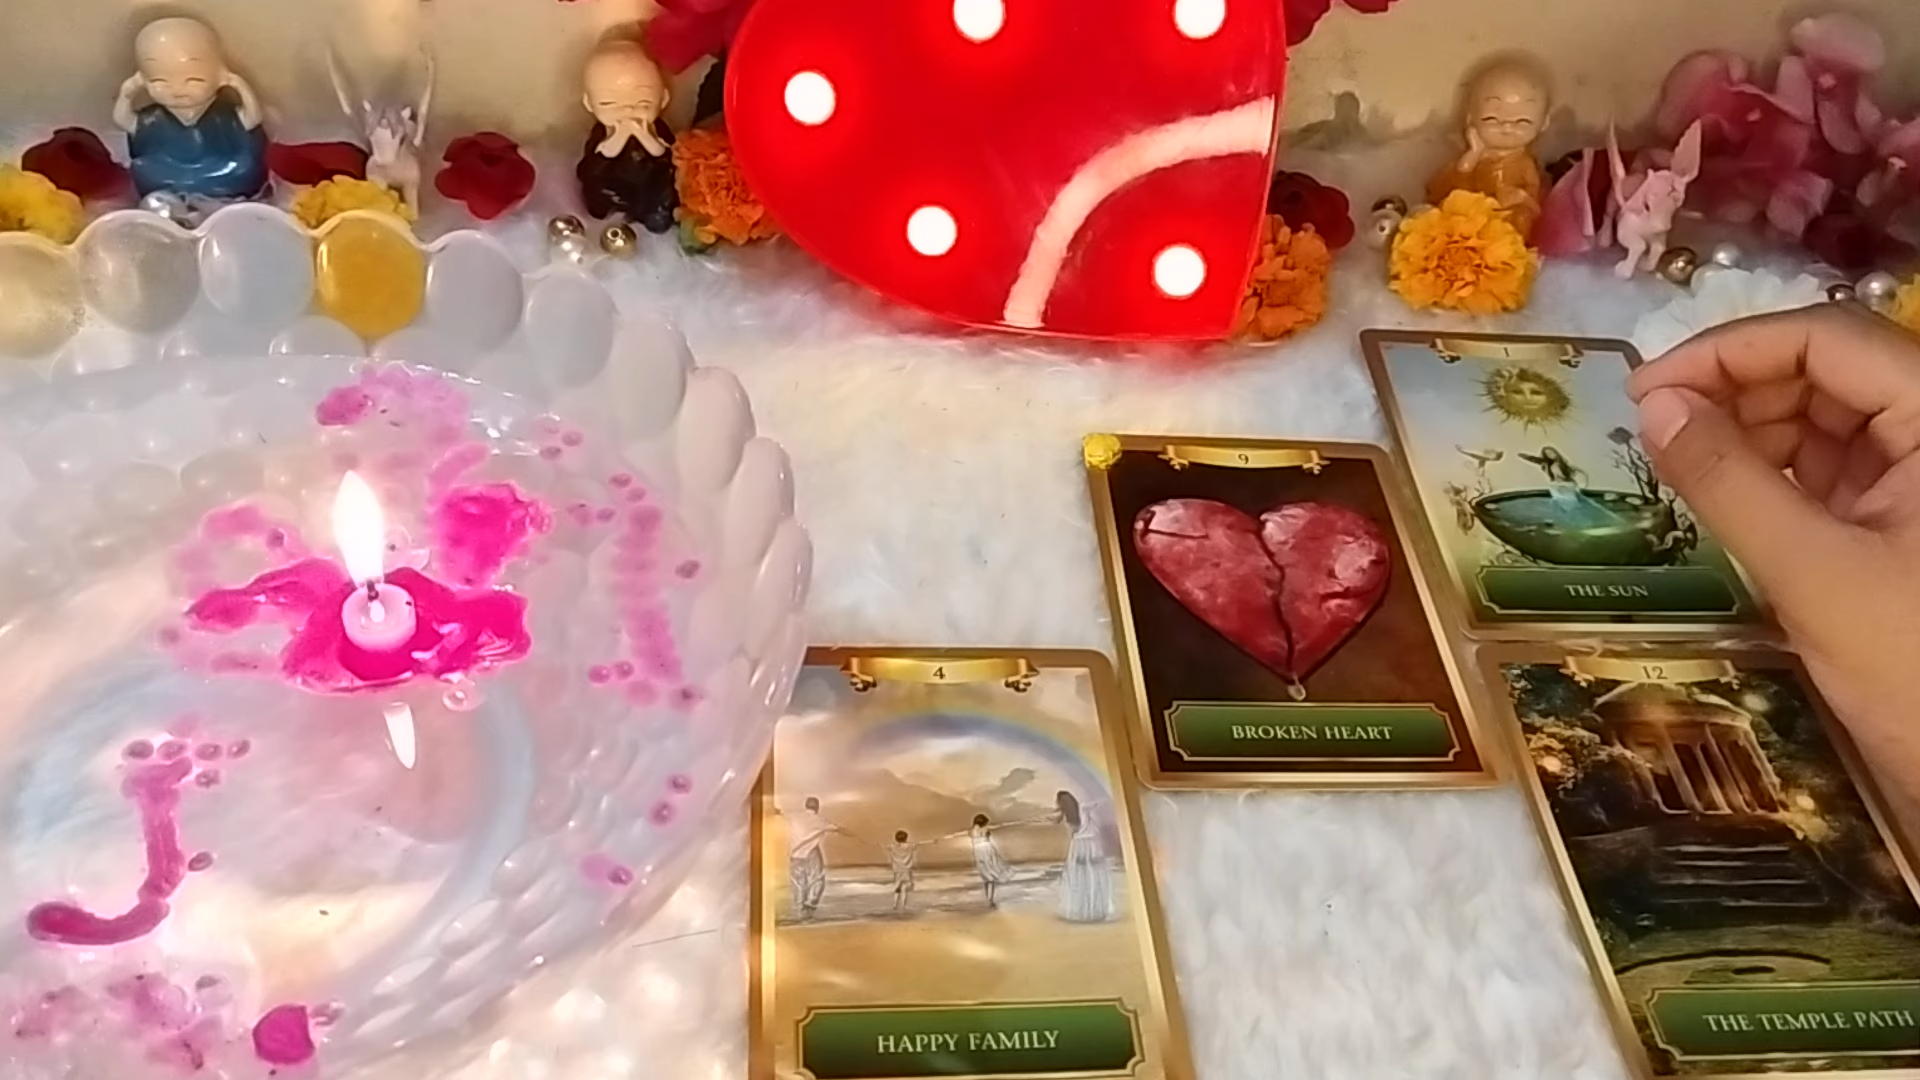 1
THE SUN
9
BROKEN HEART
4
HAPPY FAMILY
12
THE TEMPLE PATH